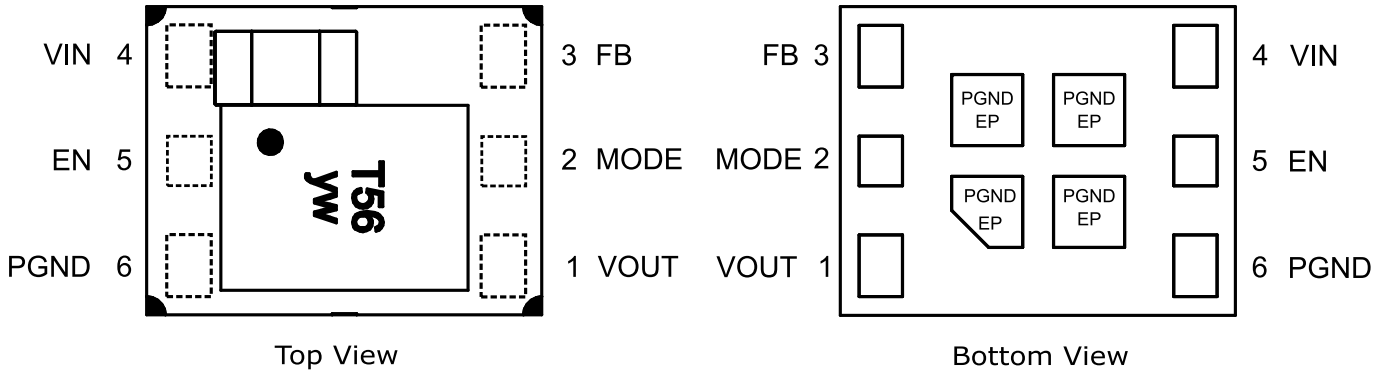 VIN 4
3 FB
EN 5
2 MODE
PGND 6
1 VOUT
T56
yw
Top View
FB 3
4 VIN
MODE 2
5 EN
VOUT 1
6 PGND
PGND
EP
PGND
EP
PGND
EP
PGND
EP
Bottom View